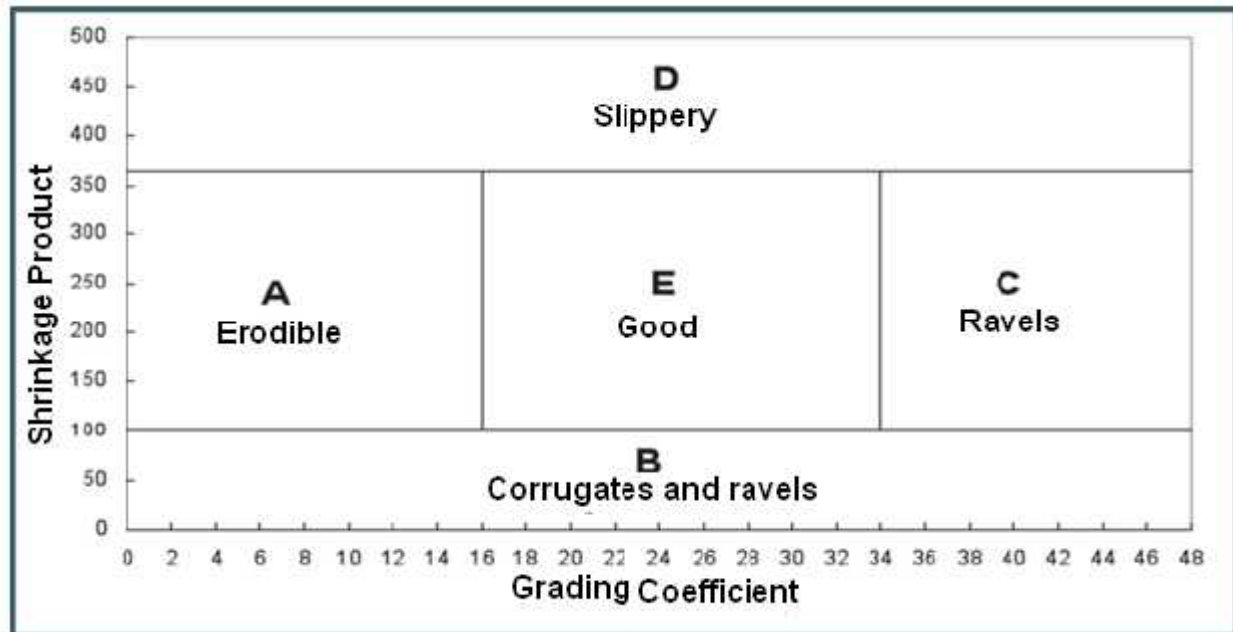 500
450
400
350
300
250
200
150
100
50
0
Shrinkage Product
D
Slippery
A
Erodible
E
Good
C
Ravels
B
Corrugates and ravels
0 2 4 6 8 10 12 14 16 18 20 22 24 26 28 30 32 34 36 38 40 42 44 46 48
Grading Coefficient